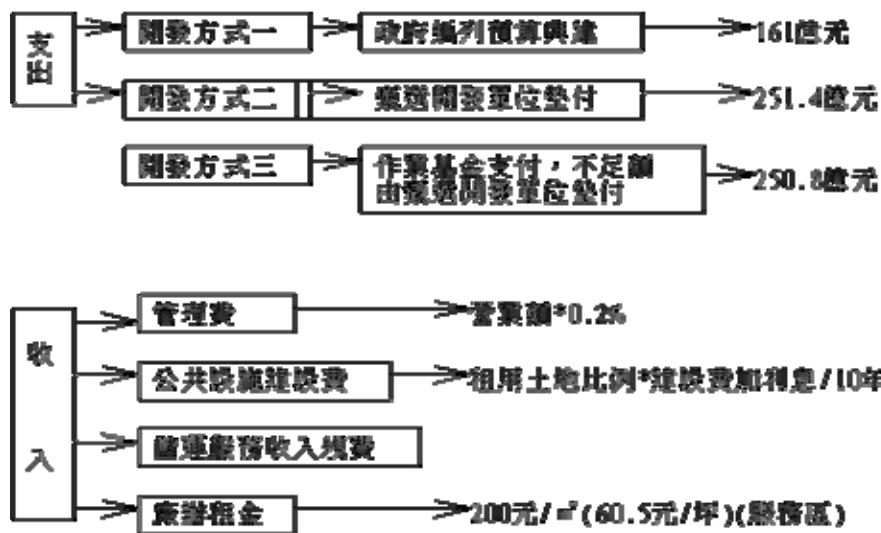 支出
開發方式一
政府編列預算興建
161億元
開發方式二
甄選開發單位墊付
251.4億元
開發方式三
作業基金支付，不足額
由甄選開發單位墊付
250.8億元
收入
管理費
營業額*0.2%
公共設施建設費
租用土地比例*建設費加利息/10年
儲運服務收入規費
廠辦租金
200元/㎡(60.5元/坪)(服務區)